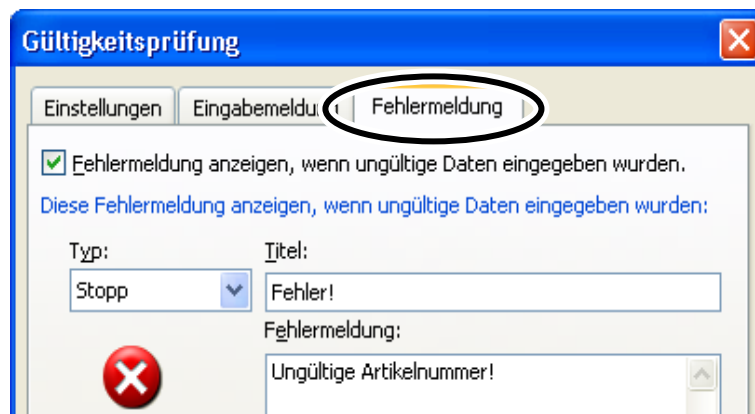 Gültigkeitsprüfung
Einstellungen Fehlermeldung
Fehlermeldung anzeigen, wenn ungültige Daten eingegeben wurden.
Diese Fehlermeldung anzeigen, wenn ungültige Daten eingegeben wurden:
Typ: Titel:
Stopp Fehler!
Fehlermeldung:
Ungültige Artikelnummer!